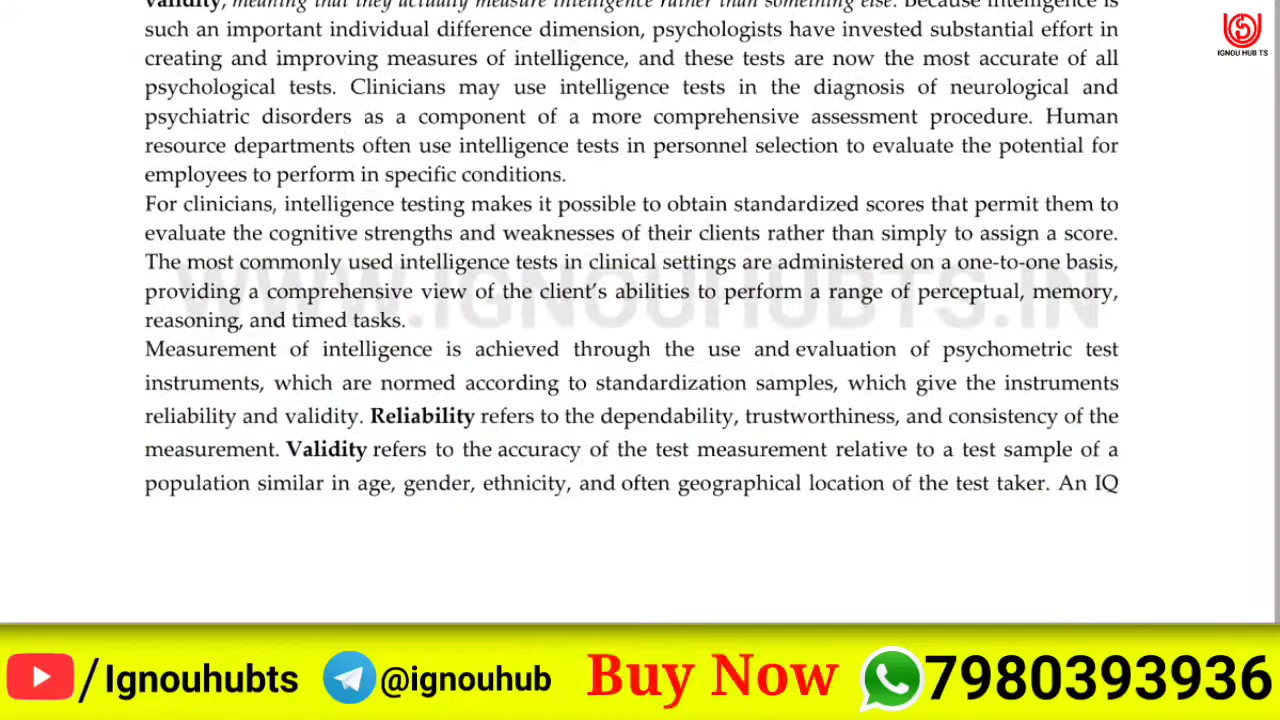 validity, meaning that they actually measure intelligence rather than something else. Because intelligence is
such an important individual difference dimension, psychologists have invested substantial effort in
creating and improving measures of intelligence, and these tests are now the most accurate of all
psychological tests. Clinicians may use intelligence tests in the diagnosis of neurological and
psychiatric disorders as a component of a more comprehensive assessment procedure. Human
resource departments often use intelligence tests in personnel selection to evaluate the potential for
employees to perform in specific conditions.
For clinicians, intelligence testing makes it possible to obtain standardized scores that permit them to
evaluate the cognitive strengths and weaknesses of their clients rather than simply to assign a score.
The most commonly used intelligence tests in clinical settings are administered on a one-to-one basis,
providing a comprehensive view of the client's abilities to perform a range of perceptual, memory,
reasoning, and timed tasks.
Measurement of intelligence is achieved through the use and evaluation of psychometric test
instruments, which are normed according to standardization samples, which give the instruments
reliability and validity. Reliability refers to the dependability, trustworthiness, and consistency of the
measurement. Validity refers to the accuracy of the test measurement relative to a test sample of a
population similar in age, gender, ethnicity, and often geographical location of the test taker. An IQ
WWW.IGNOUHUBTS.IN
IGNOU HUB TS
/Ignouhubts @ignouhub Buy Now 7980393936